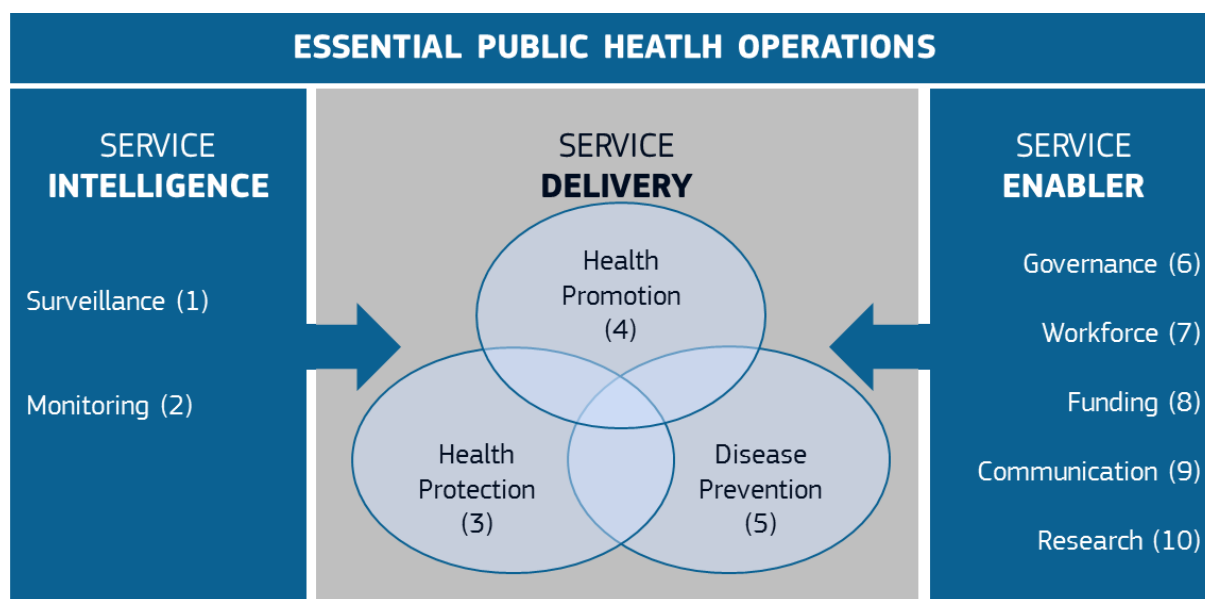 ESSENTIAL PUBLIC HEATLH OPERATIONS
SERVICE
INTELLIGENCE
Surveillance (1)
Monitoring (2)
SERVICE
DELIVERY
Health
Promotion
(4)
Health
Protection
(3)
Disease
Prevention
(5)
SERVICE
ENABLER
Governance (6)
Workforce (7)
Funding (8)
Communication (9)
Research (10)